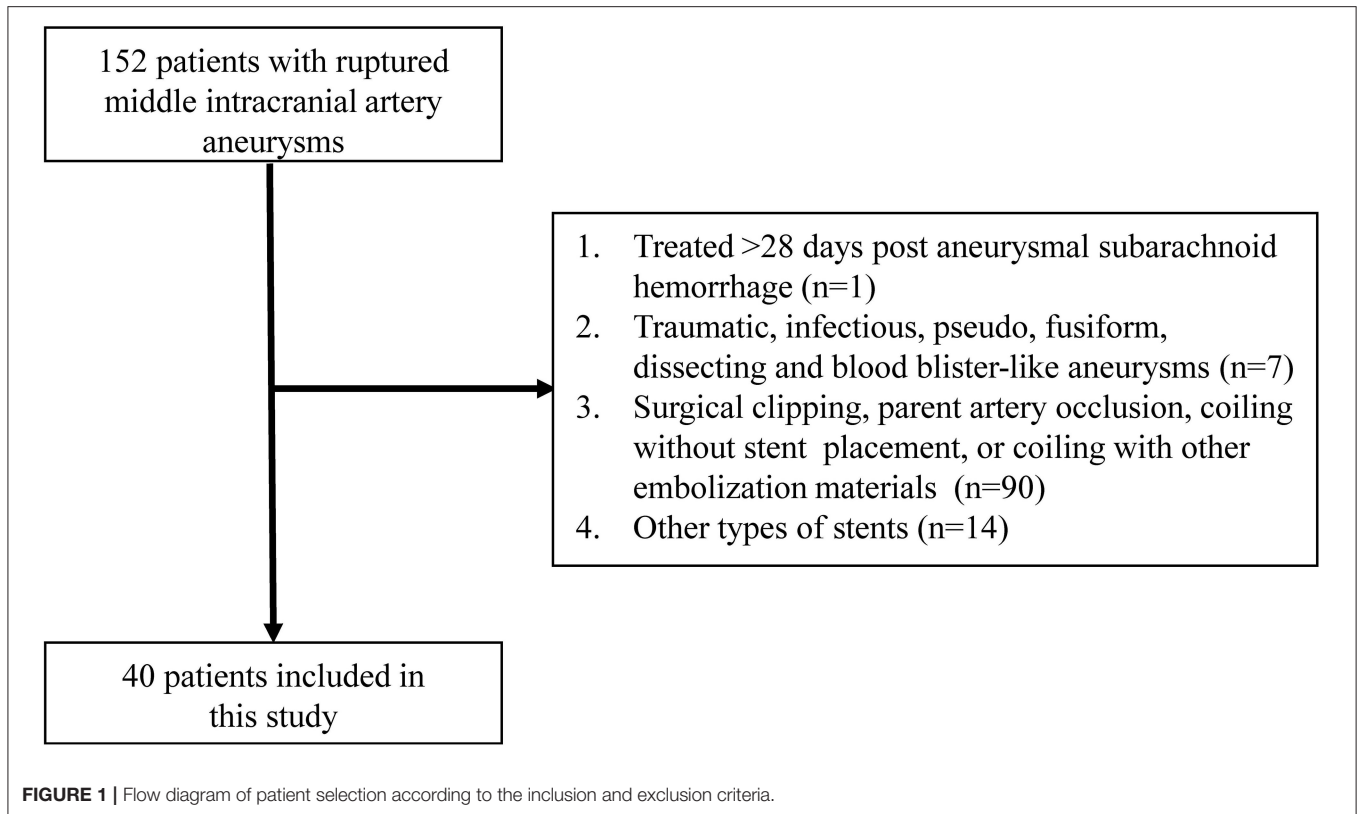 152 patients with ruptured
middle intracranial artery
aneurysms
1. Treated >28 days post aneurysmal subarachnoid
hemorrhage (n=1)
2. Traumatic, infectious, pseudo, fusiform,
dissecting and blood blister-like aneurysms (n=7)
3. Surgical clipping, parent artery occlusion, coiling
without stent placement, or coiling with other
embolization materials (n=90)
4. Other types of stents (n=14)
40 patients included in
this study
FIGURE 1 | Flow diagram of patient selection according to the inclusion and exclusion criteria.